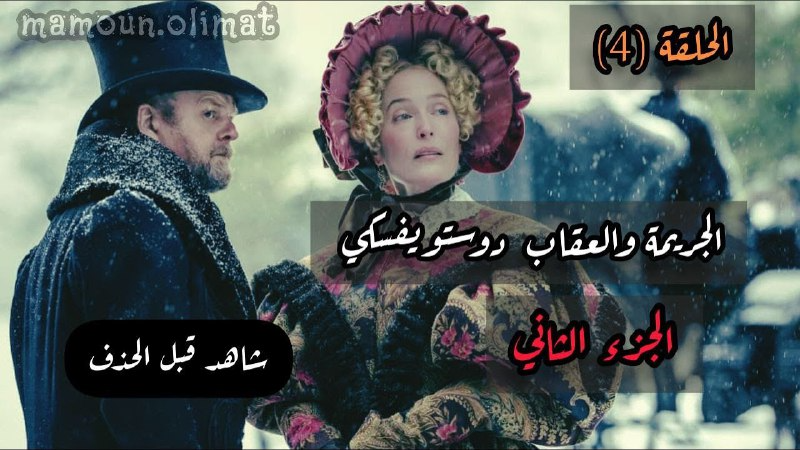 mamoun.olimat
الحلقة (4)
الجريمة والعقاب دوستويفسكي
الجزء الثاني
شاهد قبل الحذف